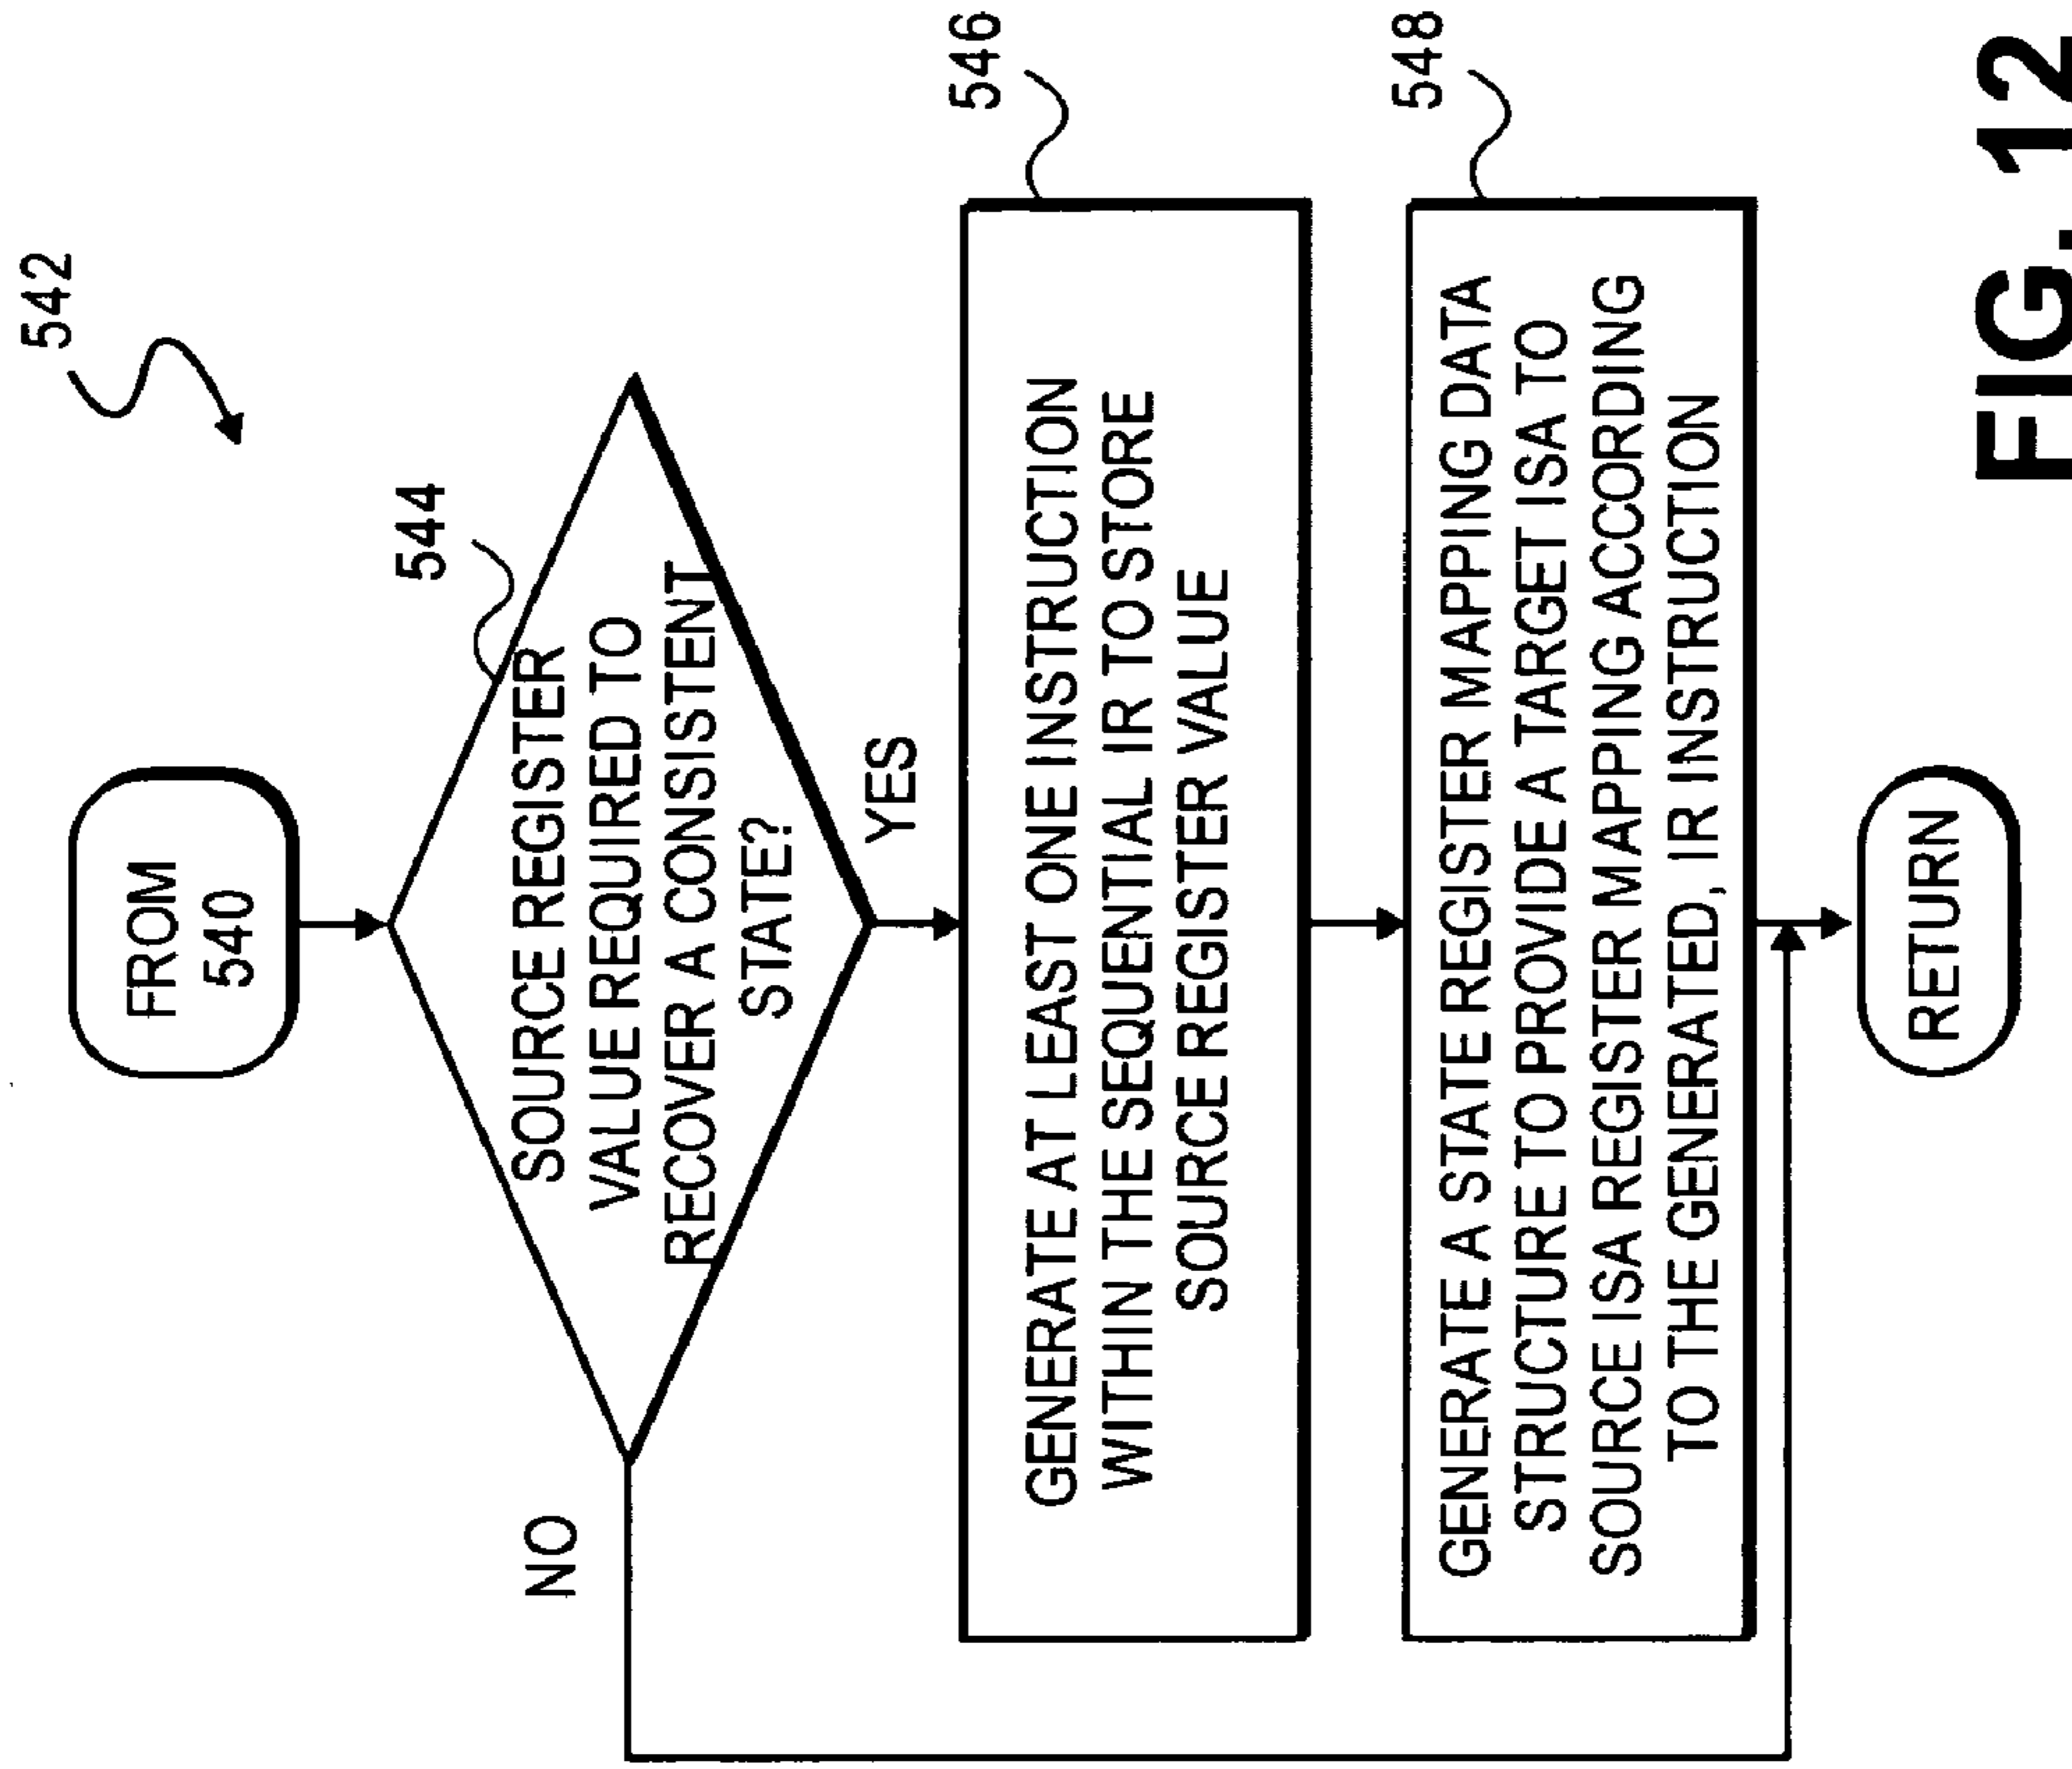 542
FROM
540
544
SOURCE REGISTER
VALUE REQUIRED TO
RECOVER A CONSISTENT
STATE?
NO
YES
546
GENERATE AT LEAST ONE INSTRUCTION
WITHIN THE SEQUENTIAL IR TO STORE
SOURCE REGISTER VALUE
548
GENERATE A STATE REGISTER MAPPING DATA
STRUCTURE TO PROVIDE A TARGET ISA TO
SOURCE ISA REGISTER MAPPING ACCORDING
TO THE GENERATED, IR INSTRUCTION
RETURN
FIG. 12